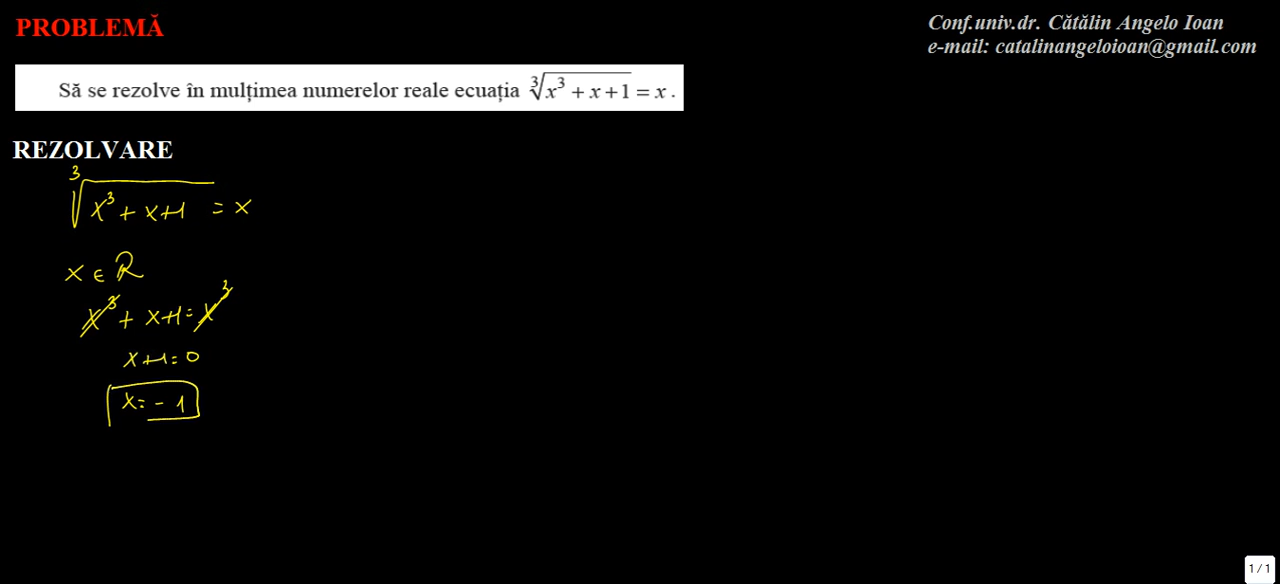 PROBLEMĂ
Conf.univ.dr. Cătălin Angelo Ioan
e-mail: catalinangeloioan@gmail.com
Să se rezolve în mulțimea numerelor reale ecuația ∛(x³ + x + 1) = x .
REZOLVARE
∛(x³ + x+1) = x
x ∈ ℝ
x³ + x+1 = x³
x+1 = 0
x = - 1
1 / 1